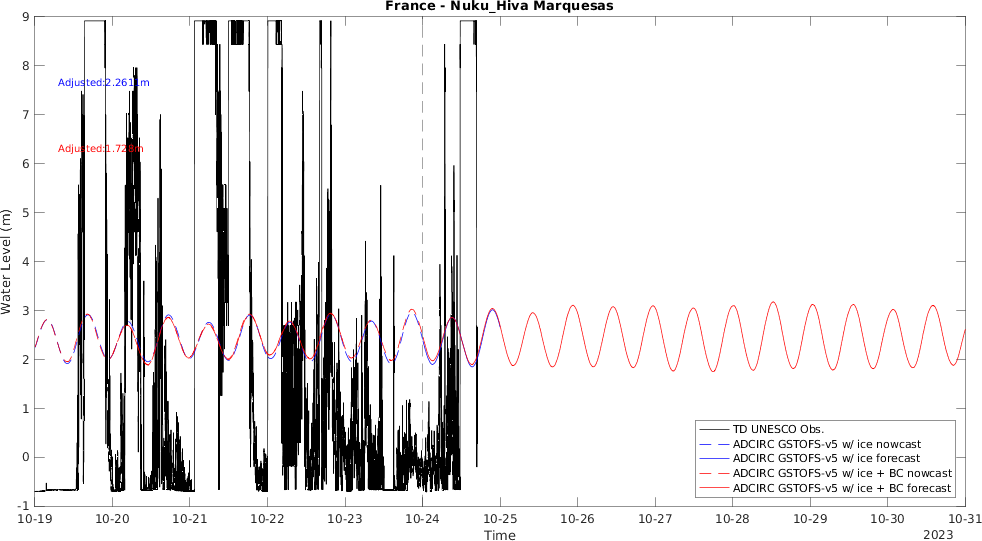 France - Nuku_Hiva Marquesas
9
8
7
6
5
4
3
2
1
0
-1
Water Level (m)
Adjusted:2.2611m
Adjusted:1.728m
TD UNESCO Obs.
ADCIRC GSTOFS-v5 w/ ice nowcast
ADCIRC GSTOFS-v5 w/ ice forecast
ADCIRC GSTOFS-v5 w/ ice + BC nowcast
ADCIRC GSTOFS-v5 w/ ice + BC forecast
10-19 10-20 10-21 10-22 10-23 10-24 10-25 10-26 10-27 10-28 10-29 10-30 10-31
Time
2023